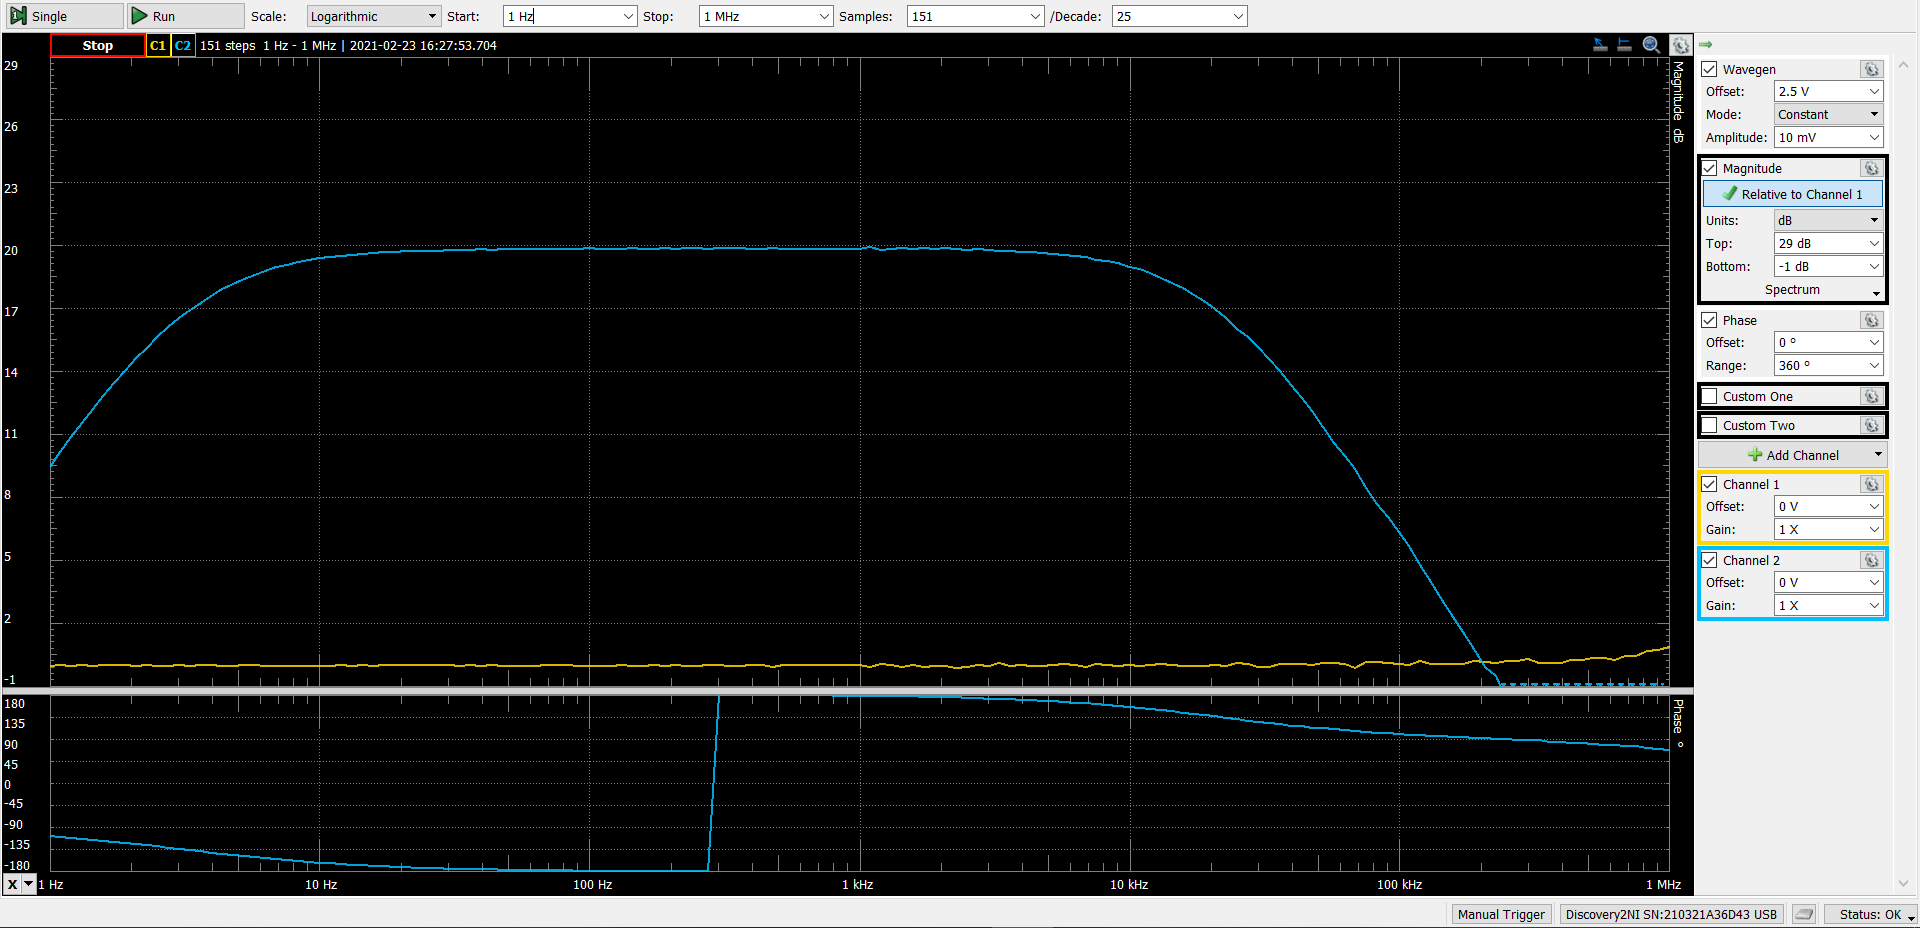 Single Run Scale: Logarithmic Start: 1 Hz Stop: 1 MHz Samples: 151 /Decade: 25
Stop C1 C2 151 steps 1 Hz - 1 MHz | 2021-02-23 16:27:53.704
29
26
23
20
17
14
11
8
5
2
-1
Magnitude dB
180
135
90
45
0
-45
-90
-135
-180
Phase °
X 1 Hz 10 Hz 100 Hz 1 kHz 10 kHz 100 kHz 1 MHz
Wavegen
Offset: 2.5 V
Mode: Constant
Amplitude: 10 mV
Magnitude
Relative to Channel 1
Units: dB
Top: 29 dB
Bottom: -1 dB
Spectrum
Phase
Offset: 0 º
Range: 360 º
Custom One
Custom Two
Add Channel
Channel 1
Offset: 0 V
Gain: 1 X
Channel 2
Offset: 0 V
Gain: 1 X
Manual Trigger Discovery2NI SN:210321A36D43 USB Status: OK